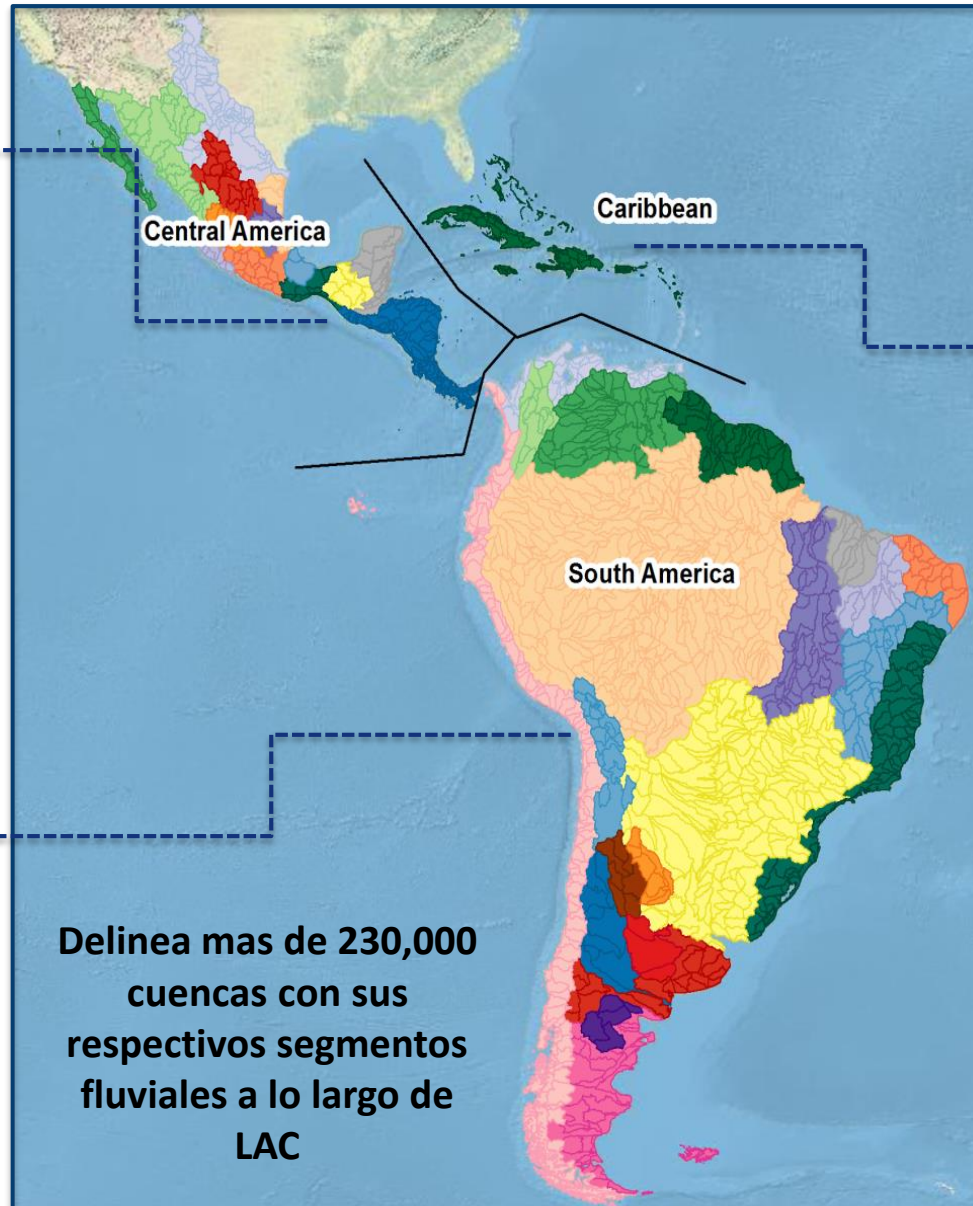 Caribbean
Central America
South America
Delinea mas de 230,000
cuencas con sus
respectivos segmentos
fluviales a lo largo de
LAC